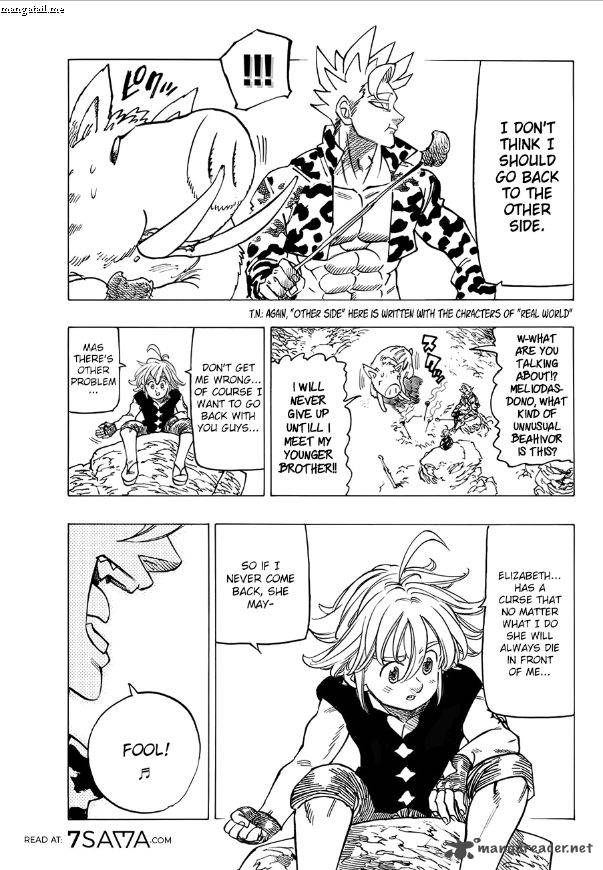 mangatail.me
I DON'T
THINK I
SHOULD
GO BACK
TO THE
OTHER
SIDE.
!!!
ピクッ
T.N.: AGAIN, "OTHER SIDE" HERE IS WRITTEN WITH THE CHRACTERS OF "REAL WORLD"
W-WHAT
ARE YOU
TALKING
ABOUT!?
MELIODAS-
DONO, WHAT
KIND OF
UNNUSUAL
BEAHIVOR
IS THIS?
I WILL
NEVER
GIVE UP
UNTILL I
MEET MY
YOUNGER
BROTHER!!
DON'T GET
ME WRONG...
OF COURSE I
WANT TO GO
BACK WITH
YOU GUYS...
MAS
THERE'S
OTHER
PROBLEM
...
ELIZABETH...
HAS A
CURSE THAT
NO MATTER
WHAT I DO
SHE WILL
ALWAYS DIE
IN FRONT
OF ME...
SO IF I
NEVER COME
BACK, SHE
MAY-
FOOL!
♬
READ AT: 7SAMA.COM
mangareader.net